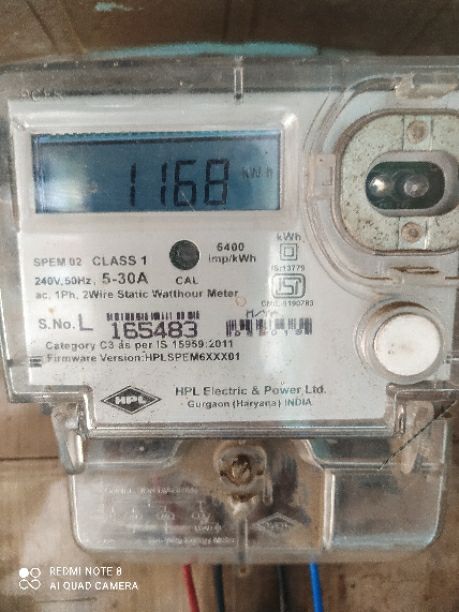 1168 kWh
SPEM 02 CLASS 1
6400 imp/kWh
kWh
240V,50Hz, 5-30A
CAL
IS:13779
ac. 1Ph, 2Wire Static Watthour Meter
S.No. L 165483
Category C3 as per IS 15959:2011
Firmware Version:HPLSPEM6XXX01
HPL
HPL Electric & Power Ltd.
Gurgaon (Haryana) INDIA
REDMI NOTE 8
AI QUAD CAMERA